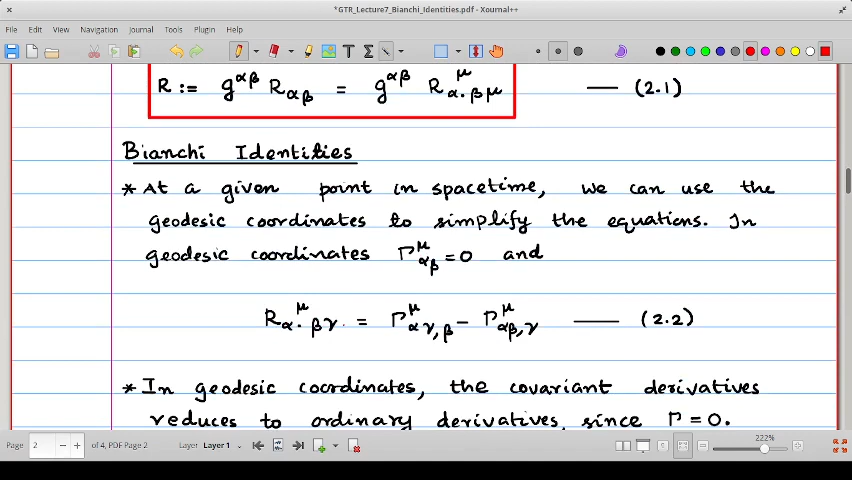 *GTR_Lecture7_Bianchi_Identities.pdf - Xournal++
File Edit View Navigation Journal Tools Plugin Help
R := g^{αβ} R_{αβ} = g^{αβ} R_{α·βμ}^{μ} — (2.1)
Bianchi Identities
* At a given point in spacetime, we can use the
geodesic coordinates to simplify the equations. In
geodesic coordinates Γ^{μ}_{αβ} = 0 and
R_{α·βγ}^{μ} = Γ^{μ}_{αγ,β} - Γ^{μ}_{αβ,γ} — (2.2)
* In geodesic coordinates, the covariant derivatives
reduces to ordinary derivatives, since Γ = 0.
Page 2 of 4, PDF Page 2 Layer Layer 1 222%